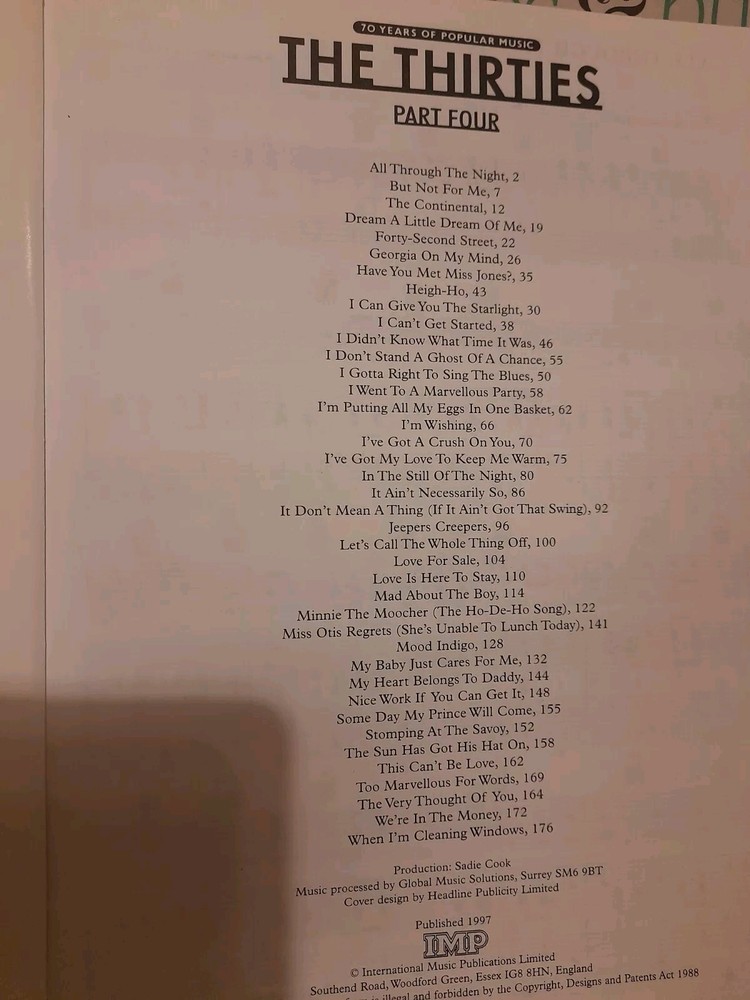 70 YEARS OF POPULAR MUSIC
THE THIRTIES
PART FOUR
All Through The Night, 2
But Not For Me, 7
The Continental, 12
Dream A Little Dream Of Me, 19
Forty-Second Street, 22
Georgia On My Mind, 26
Have You Met Miss Jones?, 35
Heigh-Ho, 43
I Can Give You The Starlight, 30
I Can't Get Started, 38
I Didn't Know What Time It Was, 46
I Don't Stand A Ghost Of A Chance, 55
I Gotta Right To Sing The Blues, 50
I Went To A Marvellous Party, 58
I'm Putting All My Eggs In One Basket, 62
I'm Wishing, 66
I've Got A Crush On You, 70
I've Got My Love To Keep Me Warm, 75
In The Still Of The Night, 80
It Ain't Necessarily So, 86
It Don't Mean A Thing (If It Ain't Got That Swing), 92
Jeepers Creepers, 96
Let's Call The Whole Thing Off, 100
Love For Sale, 104
Love Is Here To Stay, 110
Mad About The Boy, 114
Minnie The Moocher (The Ho-De-Ho Song), 122
Miss Otis Regrets (She's Unable To Lunch Today), 141
Mood Indigo, 128
My Baby Just Cares For Me, 132
My Heart Belongs To Daddy, 144
Nice Work If You Can Get It, 148
Some Day My Prince Will Come, 155
Stomping At The Savoy, 152
The Sun Has Got His Hat On, 158
This Can't Be Love, 162
Too Marvellous For Words, 169
The Very Thought Of You, 164
We're In The Money, 172
When I'm Cleaning Windows, 176
Production: Sadie Cook
Music processed by Global Music Solutions, Surrey SM6 9BT
Cover design by Headline Publicity Limited
Published 1997
IMP
© International Music Publications Limited
Southend Road, Woodford Green, Essex IG8 8HN, England
is illegal and forbidden by the Copyright, Designs and Patents Act 1988